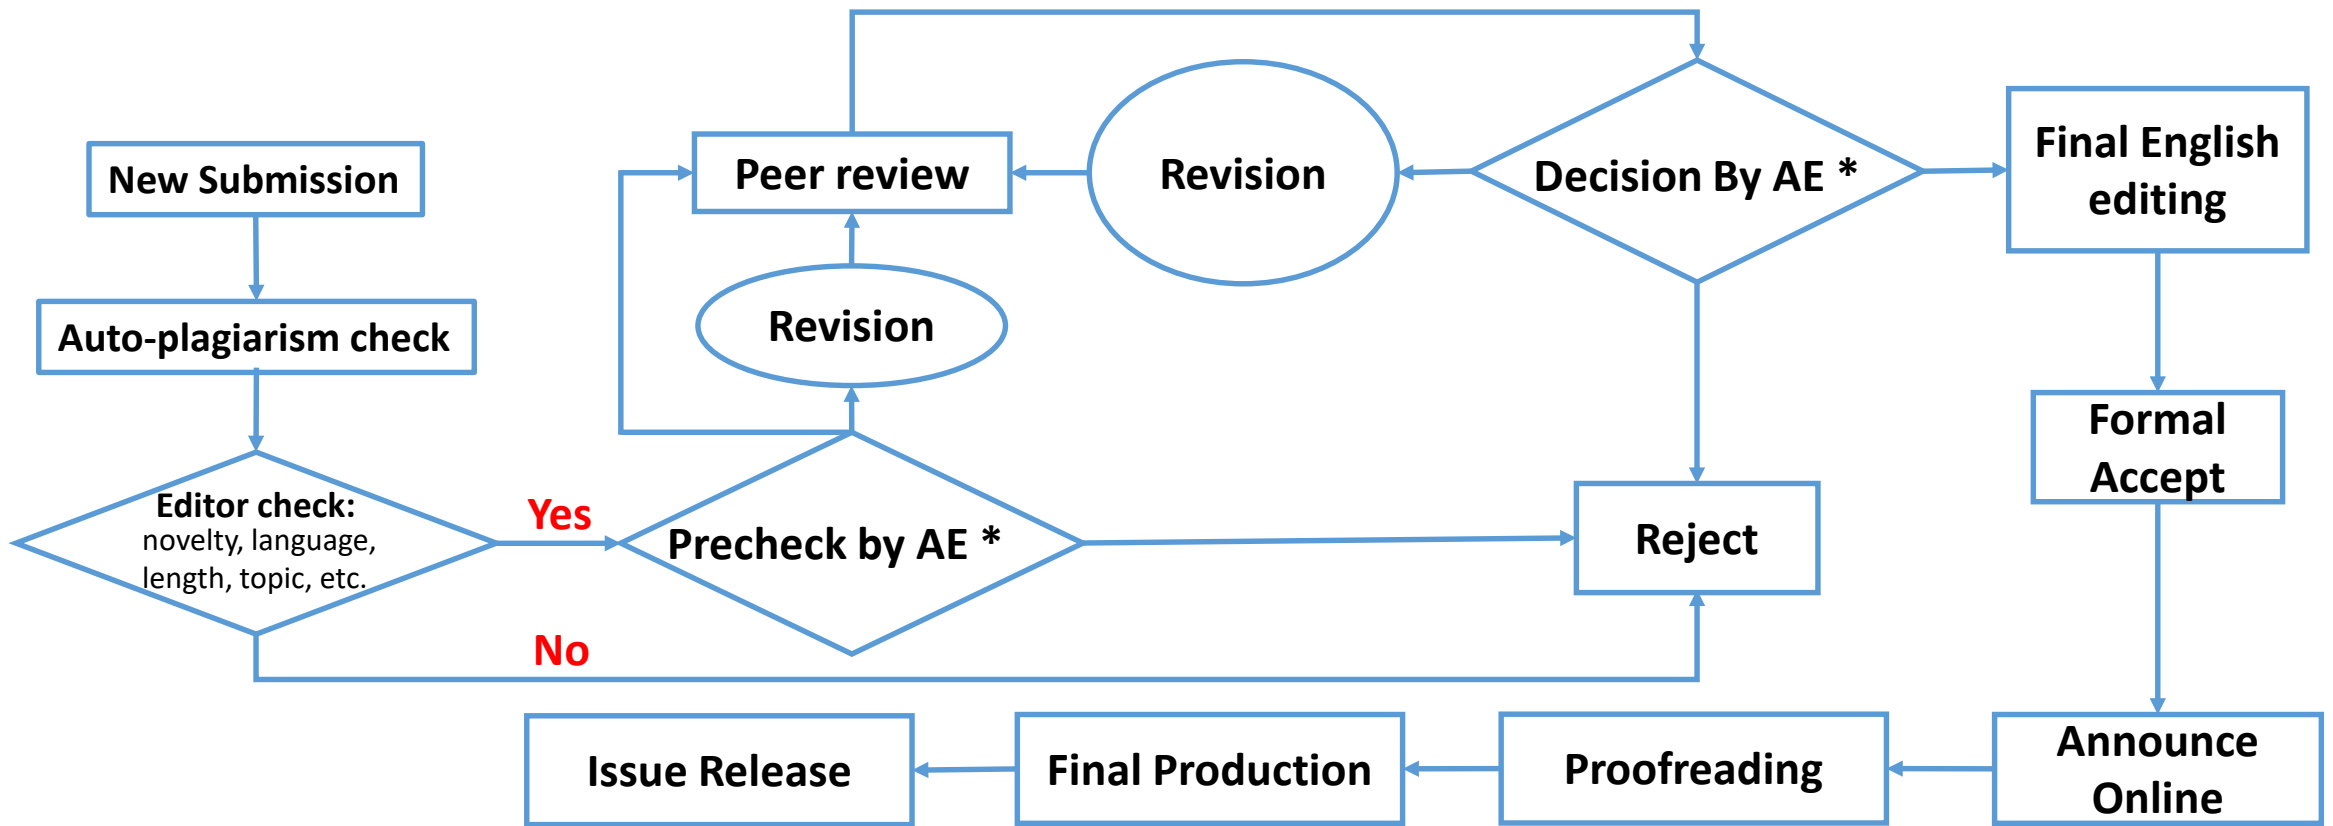 New Submission
Auto-plagiarism check
Editor check:
novelty, language,
length, topic, etc.
Yes
No
Precheck by AE *
Revision
Peer review
Revision
Decision By AE *
Reject
Final English
editing
Formal
Accept
Announce
Online
Proofreading
Final Production
Issue Release